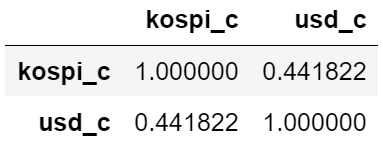 kospi_c usd_c
kospi_c 1.000000 0.441822
usd_c 0.441822 1.000000